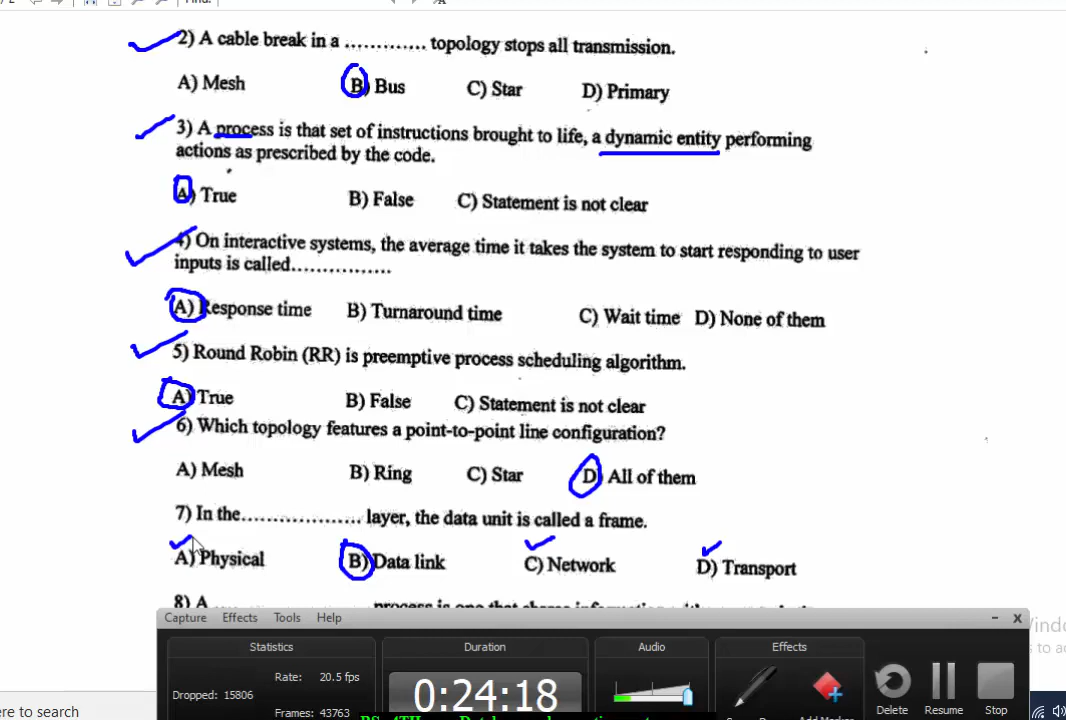 Find:
2) A cable break in a ............. topology stops all transmission.
A) Mesh B) Bus C) Star D) Primary
3) A process is that set of instructions brought to life, a dynamic entity performing
actions as prescribed by the code.
A) True B) False C) Statement is not clear
4) On interactive systems, the average time it takes the system to start responding to user
inputs is called................
A) Response time B) Turnaround time C) Wait time D) None of them
5) Round Robin (RR) is preemptive process scheduling algorithm.
A) True B) False C) Statement is not clear
6) Which topology features a point-to-point line configuration?
A) Mesh B) Ring C) Star D) All of them
7) In the................... layer, the data unit is called a frame.
A) Physical B) Data link C) Network D) Transport
8) A process is one that shares information
Capture Effects Tools Help
Statistics Duration Audio Effects
Rate: 20.5 fps
Dropped: 15806
Frames: 43763
0:24:18
Delete Resume Stop
ere to search